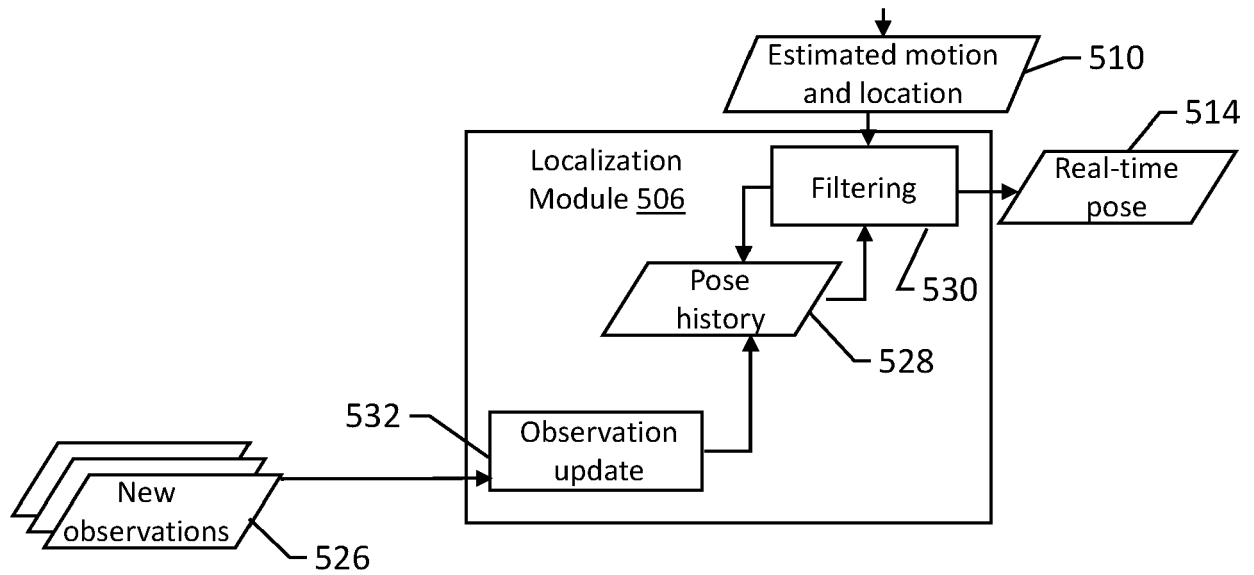 Estimated motion
and location
510
514
Real-time
pose
Localization
Module 506
Filtering
530
Pose
history
528
532
Observation
update
New
observations
526